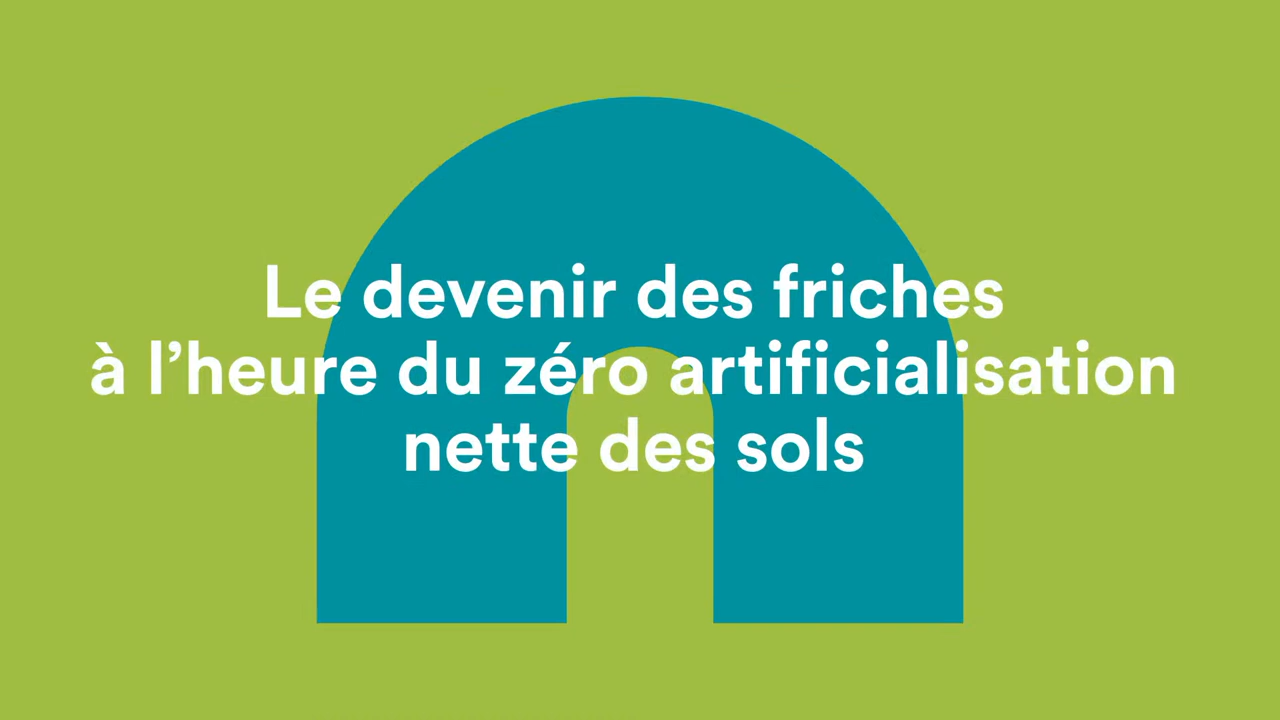 Le devenir des friches
à l’heure du zéro artificialisation
nette des sols